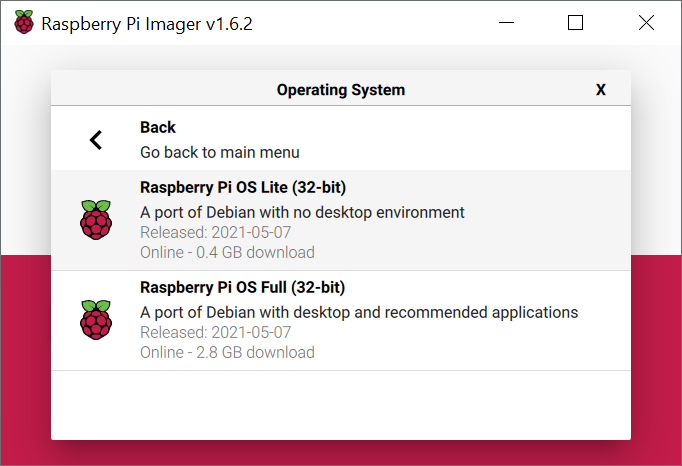 Raspberry Pi Imager v1.6.2
Operating System X
Back
Go back to main menu
Raspberry Pi OS Lite (32-bit)
A port of Debian with no desktop environment
Released: 2021-05-07
Online - 0.4 GB download
Raspberry Pi OS Full (32-bit)
A port of Debian with desktop and recommended applications
Released: 2021-05-07
Online - 2.8 GB download